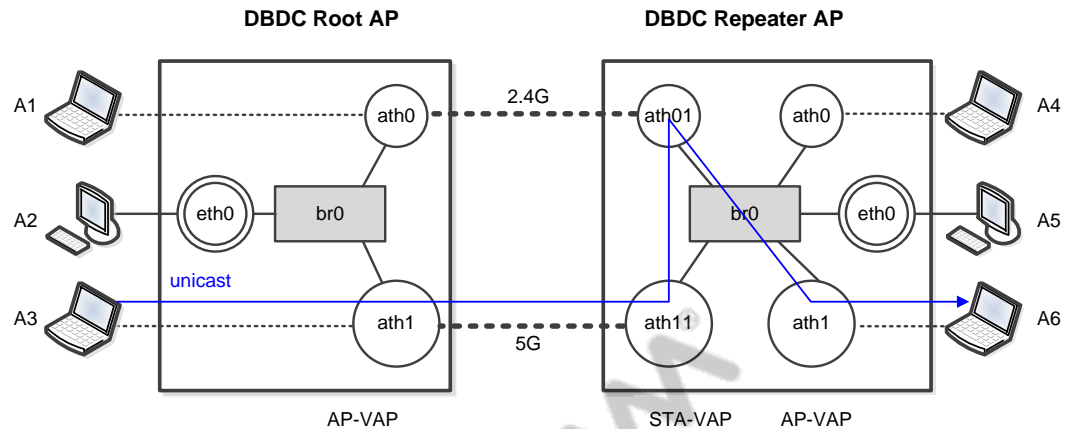 DBDC Root AP
DBDC Repeater AP
A1
ath0
2.4G
ath01
ath0
A4
A2
eth0
br0
br0
eth0
A5
unicast
A3
ath1
5G
ath11
ath1
A6
AP-VAP
STA-VAP
AP-VAP